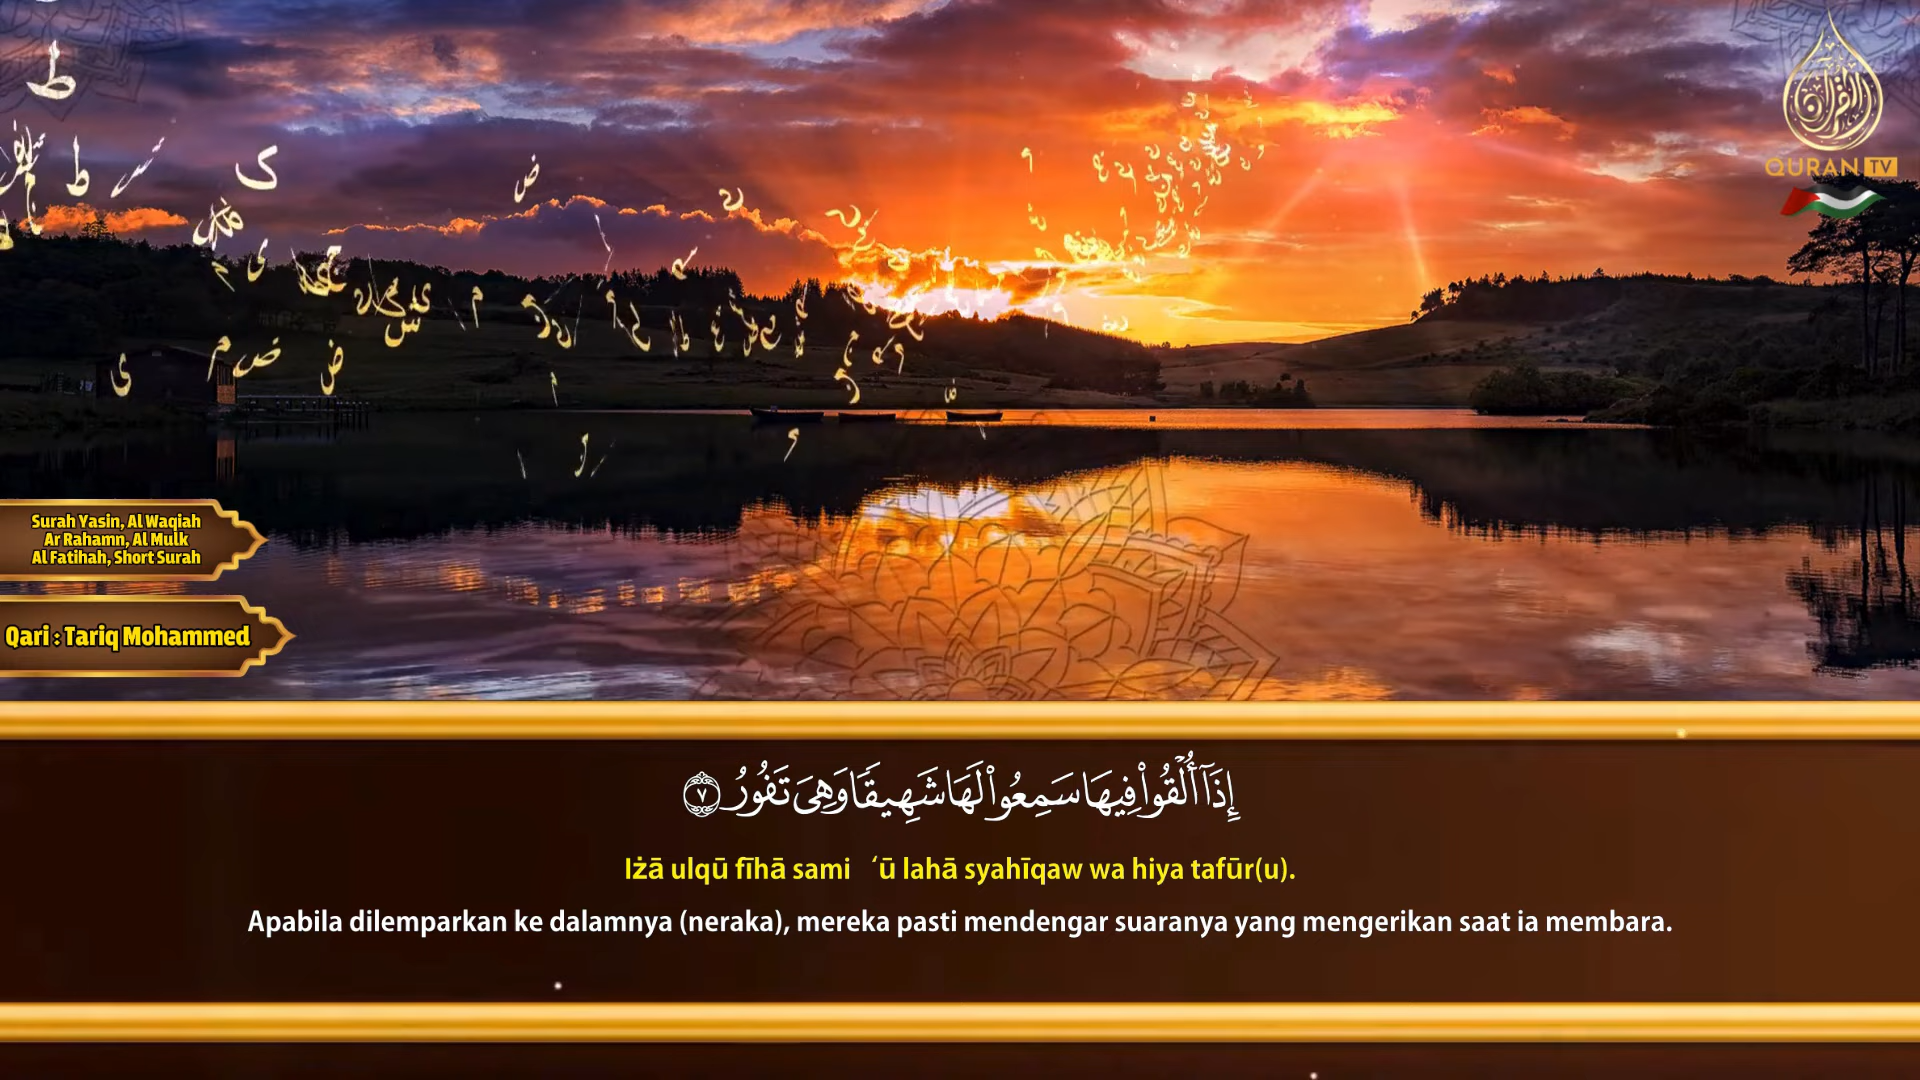 القرآن
QURAN TV
Surah Yasin, Al Waqiah
Ar Rahamn, Al Mulk
Al Fatihah, Short Surah
Qari : Tariq Mohammed
إِذَآ أُلْقُوا۟ فِيهَا سَمِعُوا۟ لَهَا شَهِيقًا وَهِىَ تَفُورُ ٧
Iżā ulqū fīhā sami ‘ū lahā syahīqaw wa hiya tafūr(u).
Apabila dilemparkan ke dalamnya (neraka), mereka pasti mendengar suaranya yang mengerikan saat ia membara.